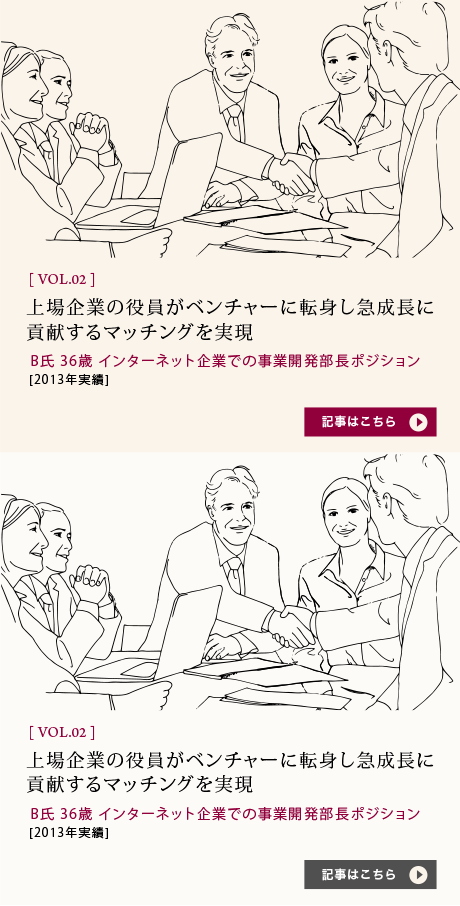 [ VOL.02 ]
上場企業の役員がベンチャーに転身し急成長に
貢献するマッチングを実現
B氏 36歳 インターネット企業での事業開発部長ポジション
[2013年実績]
記事はこちら
[ VOL.02 ]
上場企業の役員がベンチャーに転身し急成長に
貢献するマッチングを実現
B氏 36歳 インターネット企業での事業開発部長ポジション
[2013年実績]
記事はこちら